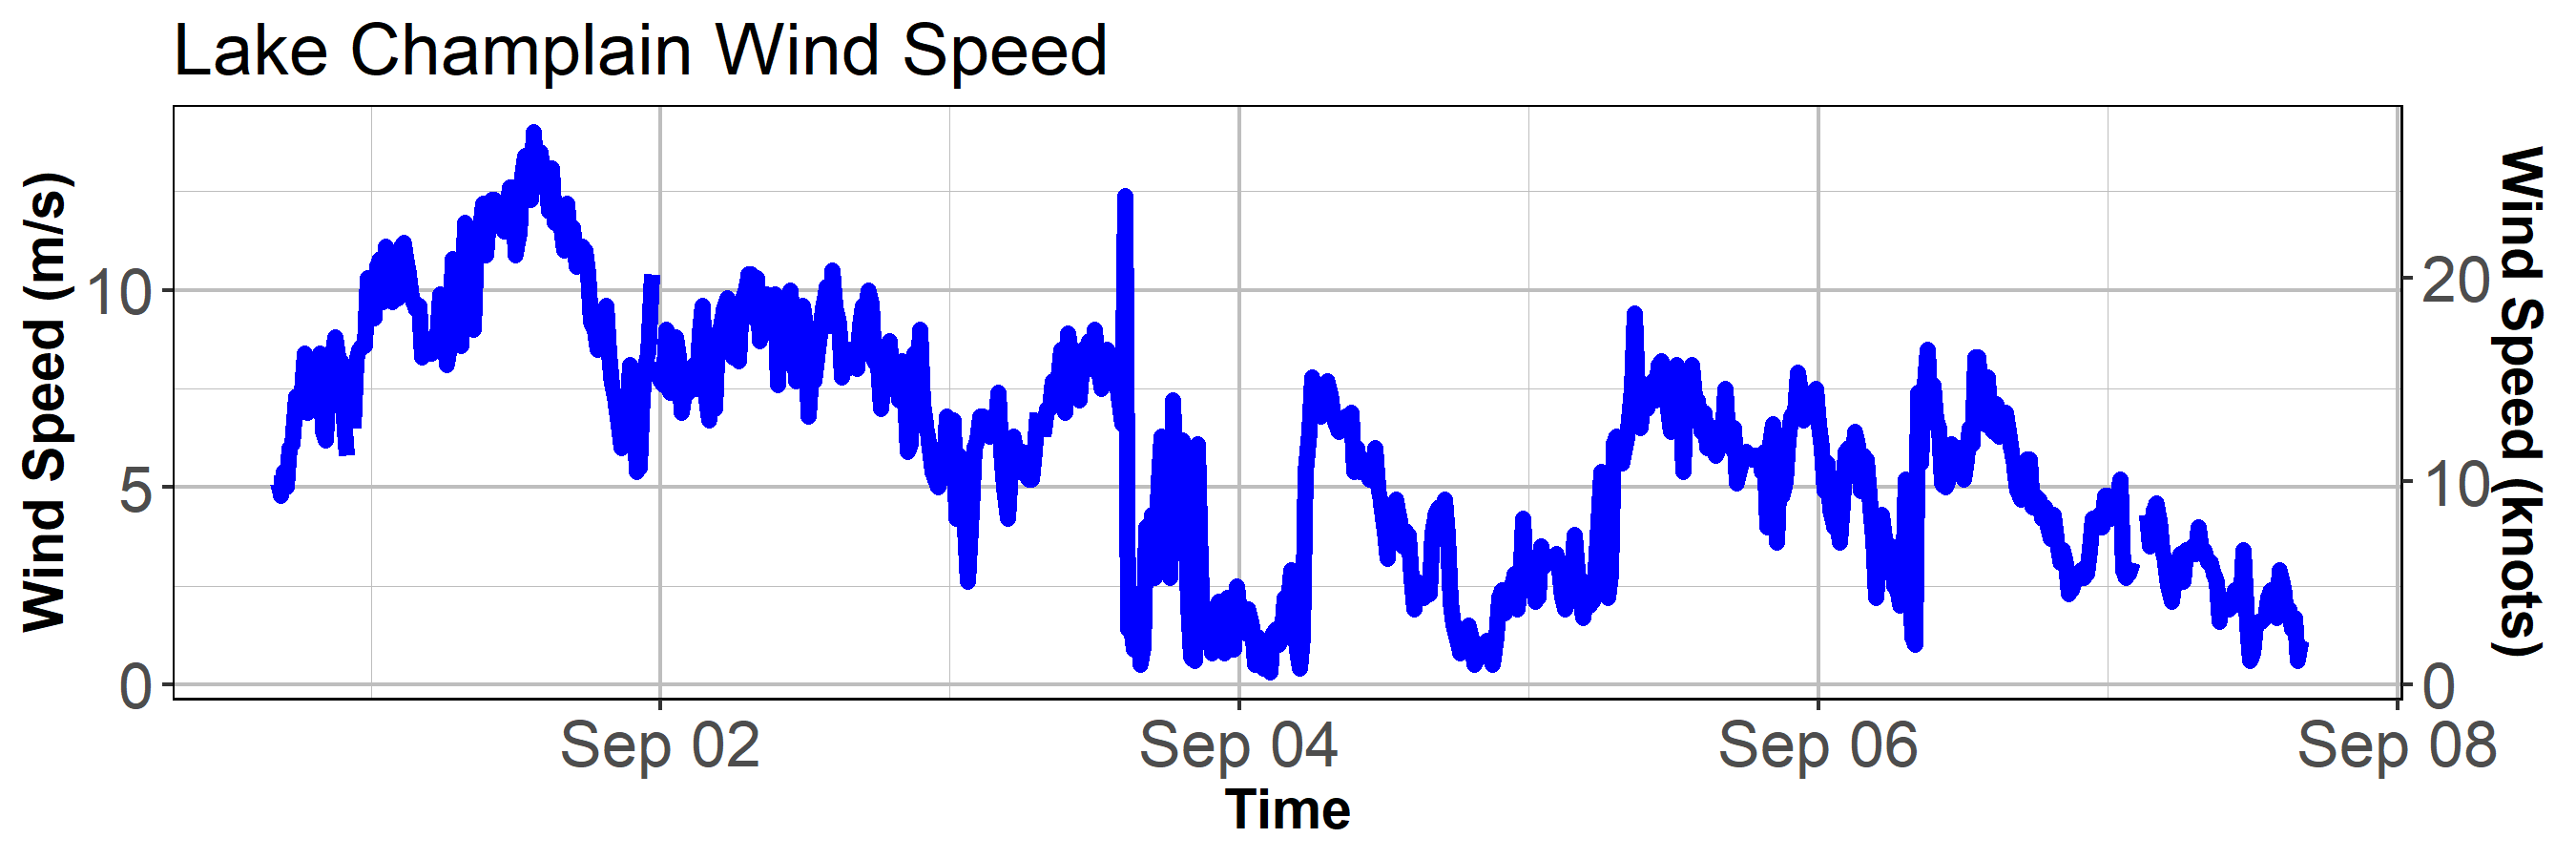 Lake Champlain Wind Speed
Wind Speed (m/s)
10
5
0
20
10
0
Wind Speed (knots)
Sep 02 Sep 04 Sep 06 Sep 08
Time